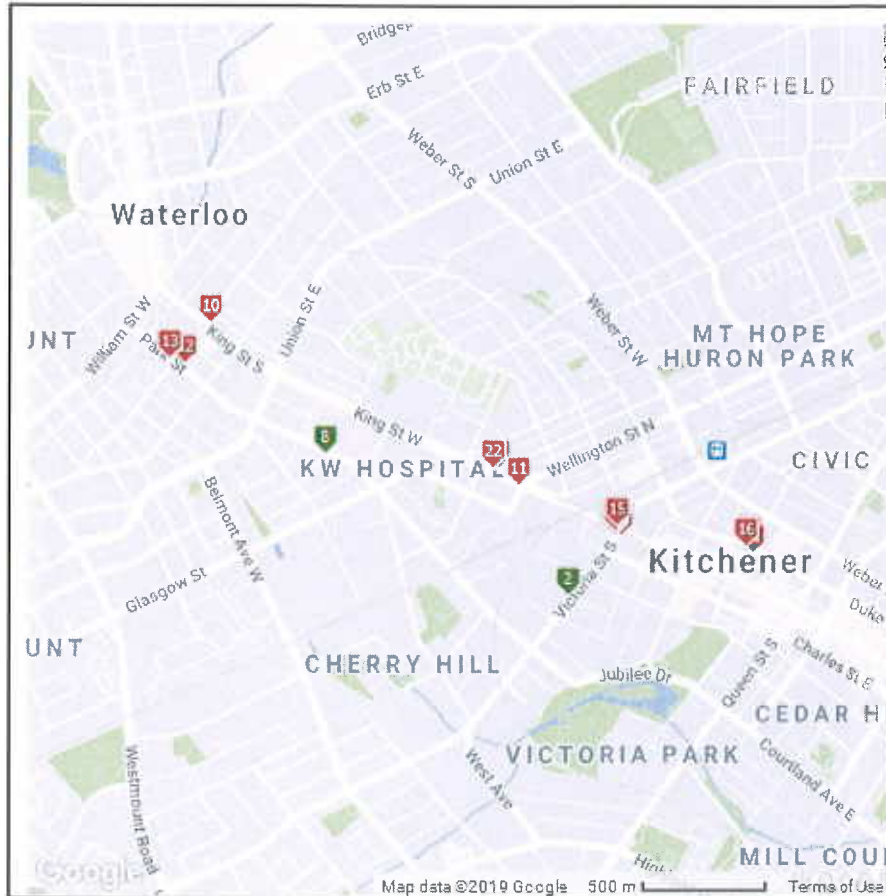 Bridgep
Erb St E
FAIRFIELD
Weber St S
Union St E
Waterloo
10
William St W
Union St E
UNT
13
2
Park St
King St S
Weber St W
MT HOPE
HURON PARK
King St W
8
22
11
Wellington St N
KW HOSPITAL
CIVIC
Belmont Ave W
15
16
Kitchener
2
Victoria St S
Glasgow St
Weber
Duke
UNT
CHERRY HILL
Jubilee Dr
Queen St S
Charles St E
CEDAR H
VICTORIA PARK
Courtland Ave E
West Ave
Westmount Road
MILL COU
Google
Map data ©2019 Google 500 m Terms of Use